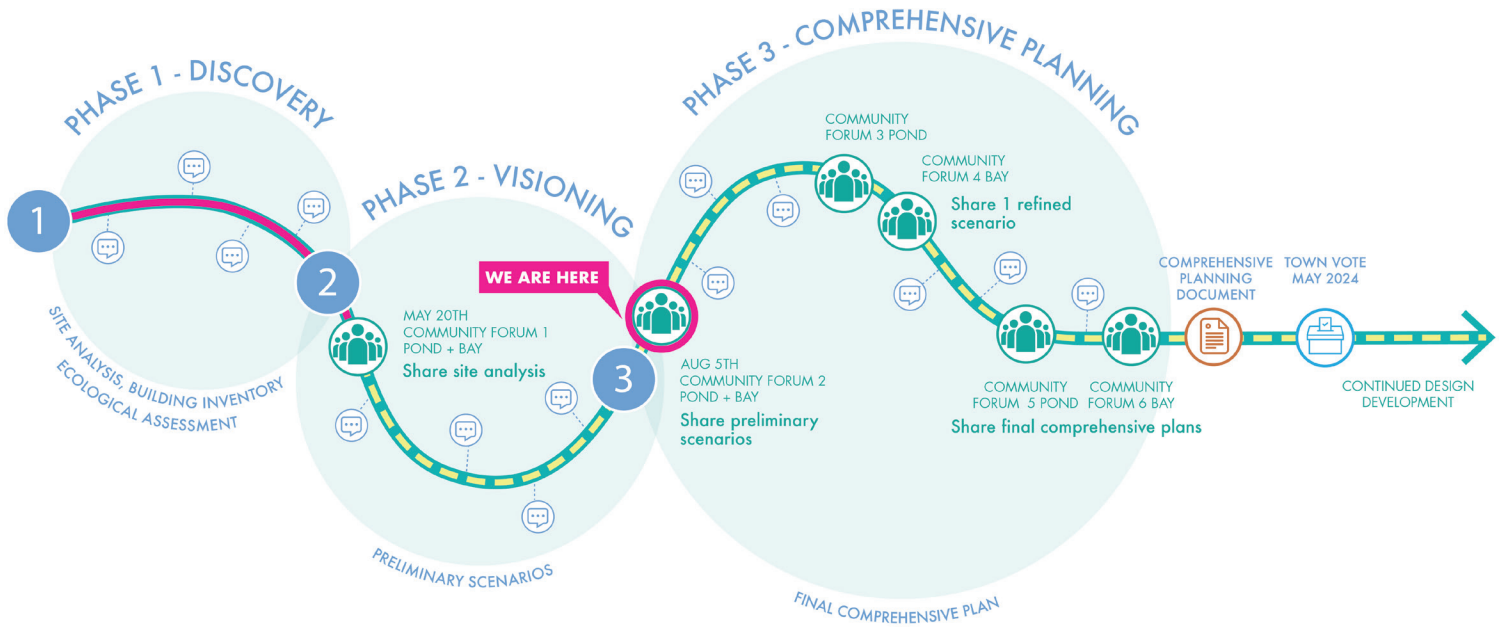 PHASE 1 - DISCOVERY
1
2
SITE ANALYSIS, BUILDING INVENTORY
ECOLOGICAL ASSESSMENT
PHASE 2 - VISIONING
MAY 20TH
COMMUNITY FORUM 1
POND + BAY
Share site analysis
WE ARE HERE
3
PRELIMINARY SCENARIOS
PHASE 3 - COMPREHENSIVE PLANNING
AUG 5TH
COMMUNITY FORUM 2
POND + BAY
Share preliminary
scenarios
COMMUNITY
FORUM 3 POND
COMMUNITY
FORUM 4 BAY
Share 1 refined
scenario
COMMUNITY
FORUM 5 POND
COMMUNITY
FORUM 6 BAY
Share final comprehensive plans
FINAL COMPREHENSIVE PLAN
COMPREHENSIVE
PLANNING
DOCUMENT
TOWN VOTE
MAY 2024
CONTINUED DESIGN
DEVELOPMENT